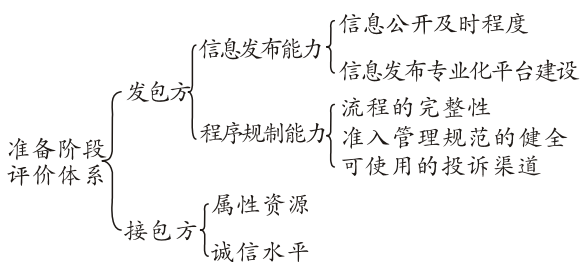 准备阶段
评价体系
发包方
信息发布能力
信息公开及时程度
信息发布专业化平台建设
程序规制能力
流程的完整性
准入管理规范的健全
可使用的投诉渠道
接包方
属性资源
诚信水平